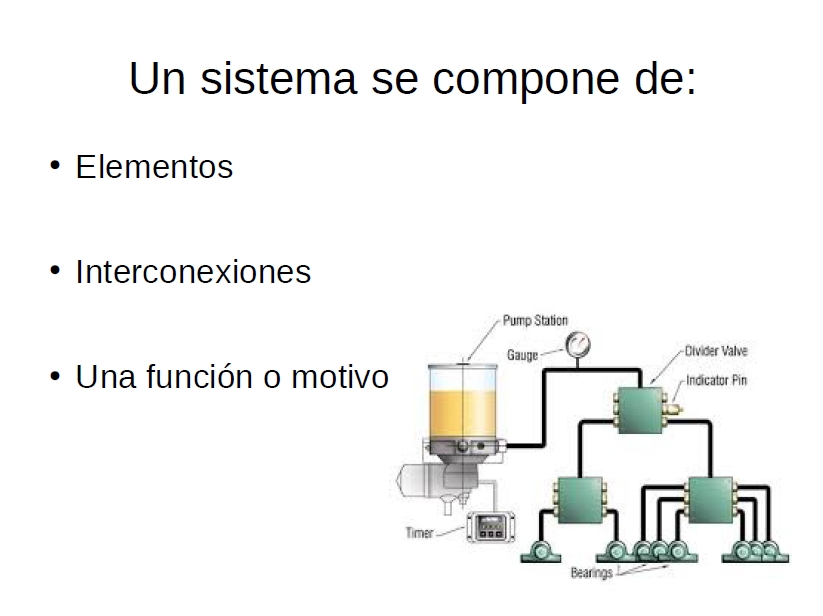 Un sistema se compone de:
• Elementos
• Interconexiones
• Una función o motivo
Pump Station
Gauge
Divider Valve
Indicator Pin
Timer
Bearings